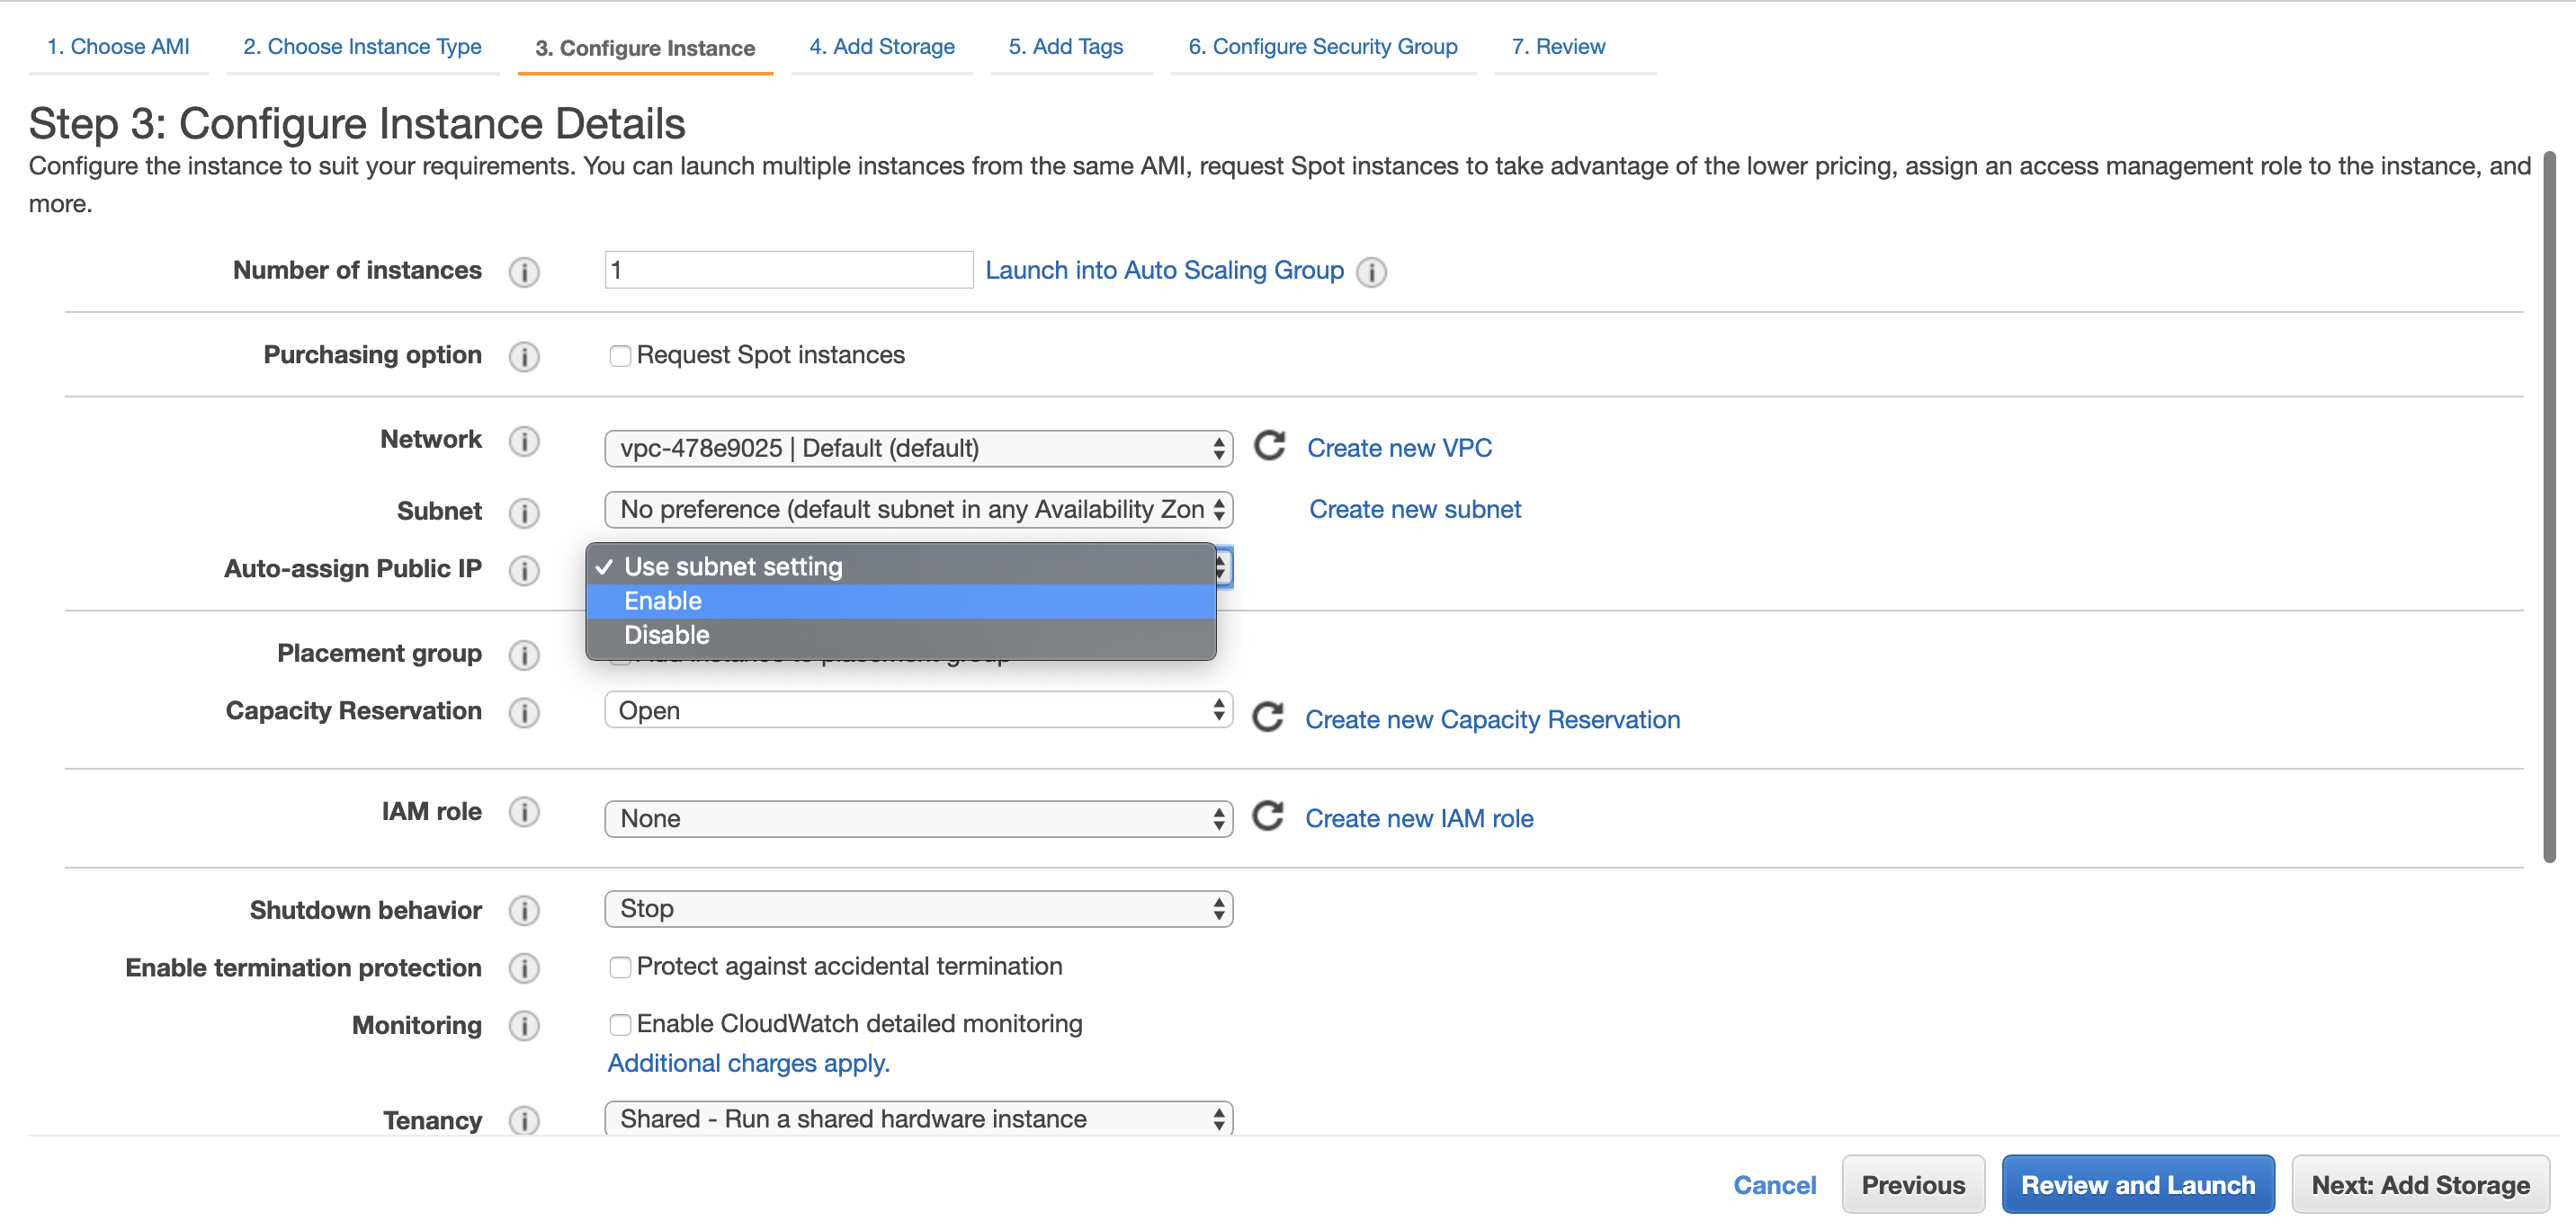 1. Choose AMI 2. Choose Instance Type 3. Configure Instance 4. Add Storage 5. Add Tags 6. Configure Security Group 7. Review
Step 3: Configure Instance Details
Configure the instance to suit your requirements. You can launch multiple instances from the same AMI, request Spot instances to take advantage of the lower pricing, assign an access management role to the instance, and
more.
Number of instances 1 Launch into Auto Scaling Group
Purchasing option Request Spot instances
Network vpc-478e9025 | Default (default) Create new VPC
Subnet No preference (default subnet in any Availability Zon Create new subnet
Auto-assign Public IP Use subnet setting
Enable
Disable
Placement group
Capacity Reservation Open Create new Capacity Reservation
IAM role None Create new IAM role
Shutdown behavior Stop
Enable termination protection Protect against accidental termination
Monitoring Enable CloudWatch detailed monitoring
Additional charges apply.
Tenancy Shared - Run a shared hardware instance
Cancel Previous Review and Launch Next: Add Storage